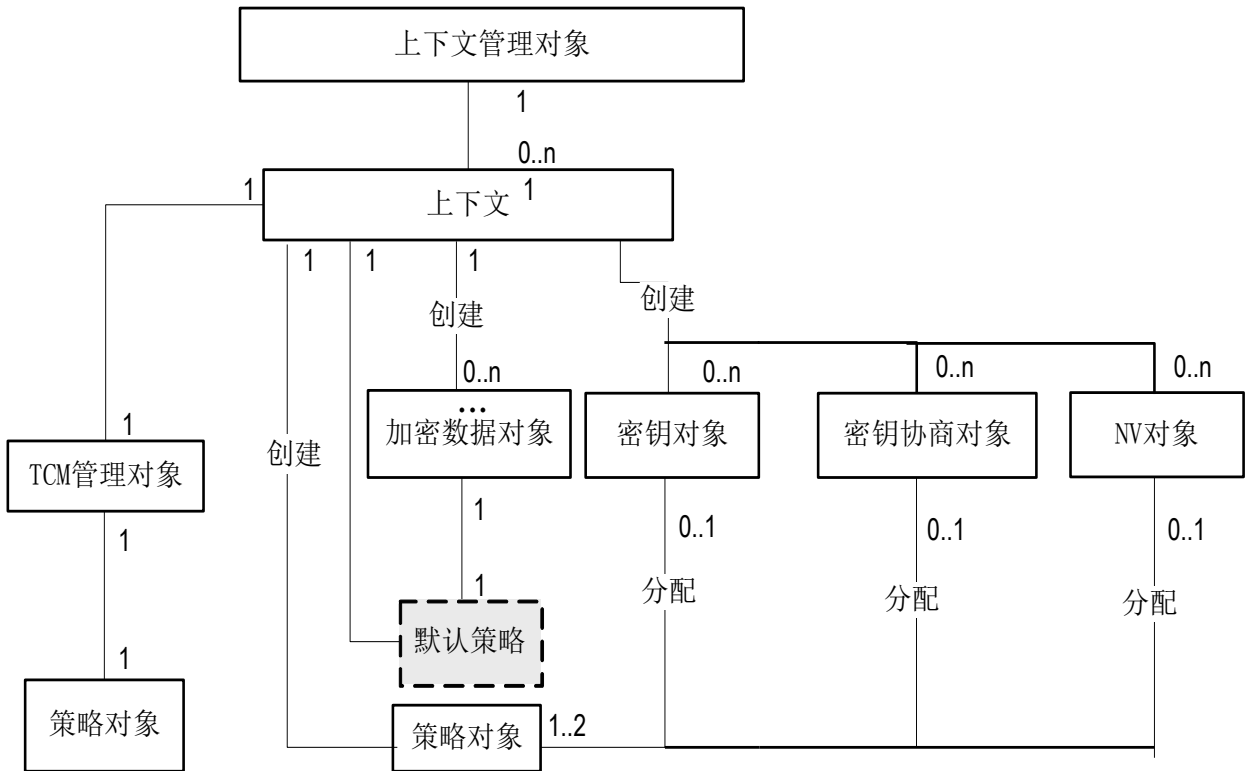 上下文管理对象
1
0..n
1
1
上下文
1
1
1
创建
创建
0..n
0..n
0..n
0..n
...
加密数据对象
密钥对象
密钥协商对象
NV对象
1
TCM管理对象
创建
1
1
0..1
0..1
0..1
1
分配
分配
分配
默认策略
1
策略对象
策略对象
1..2